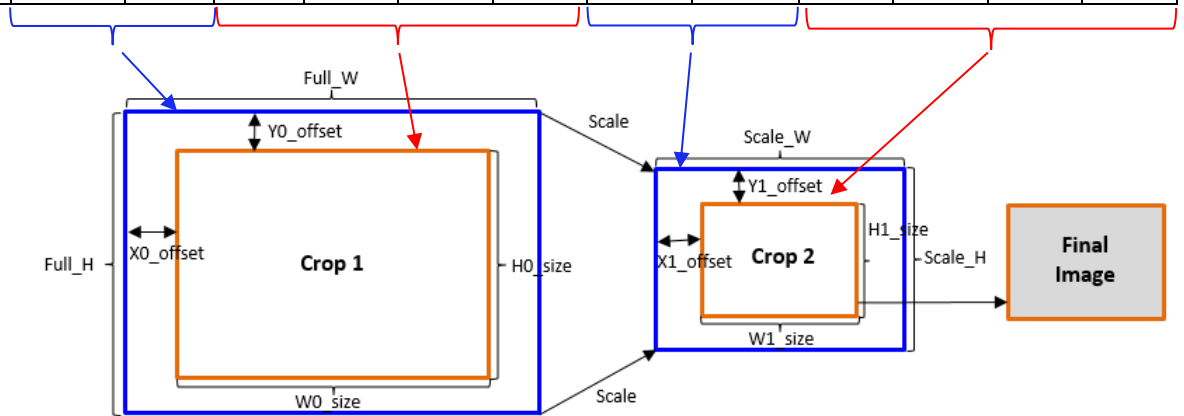 Full_W
Y0_offset
Scale
Scale_W
Y1_offset
X0_offset
Full_H
Crop 1
H0_size
X1_offset
Crop 2
H1_size
Scale_H
Final
Image
W1_size
W0_size
Scale